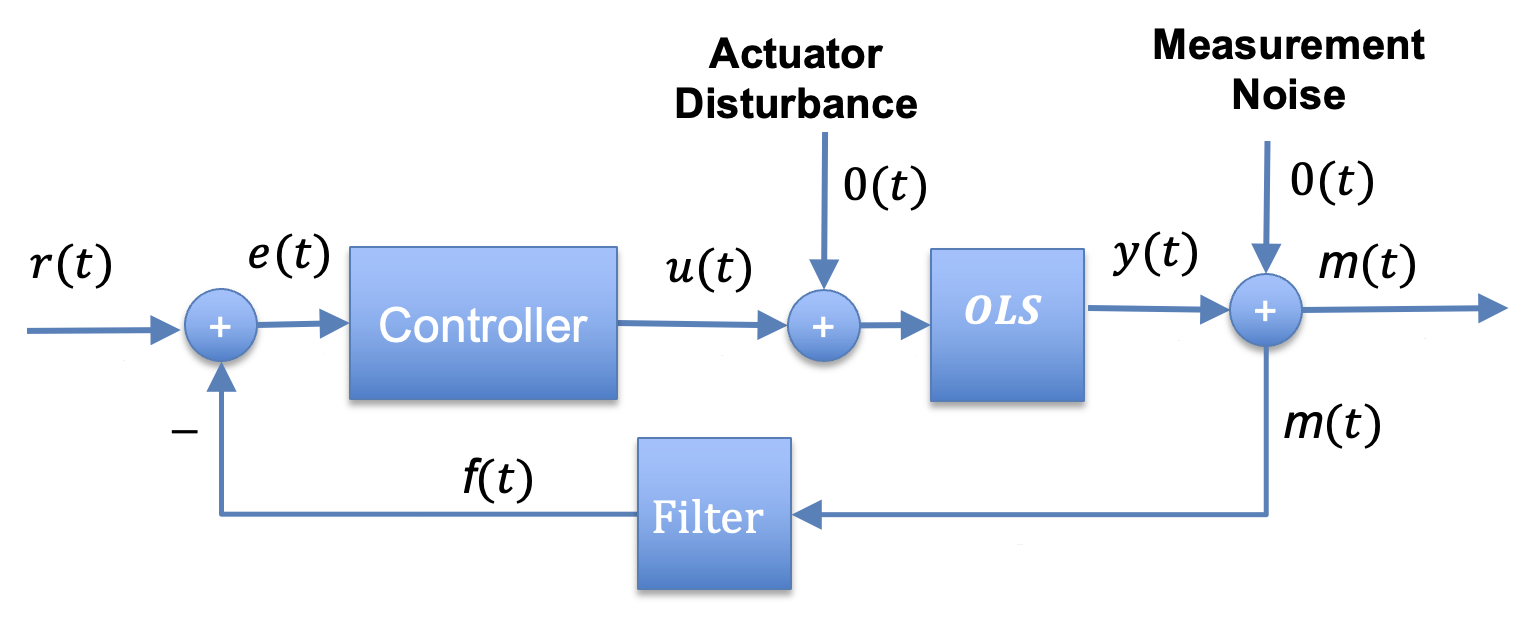 Actuator
Disturbance
Measurement
Noise
0(t)
0(t)
r(t)
e(t)
u(t)
y(t)
m(t)
+
Controller
+
OLS
+
−
f(t)
m(t)
Filter